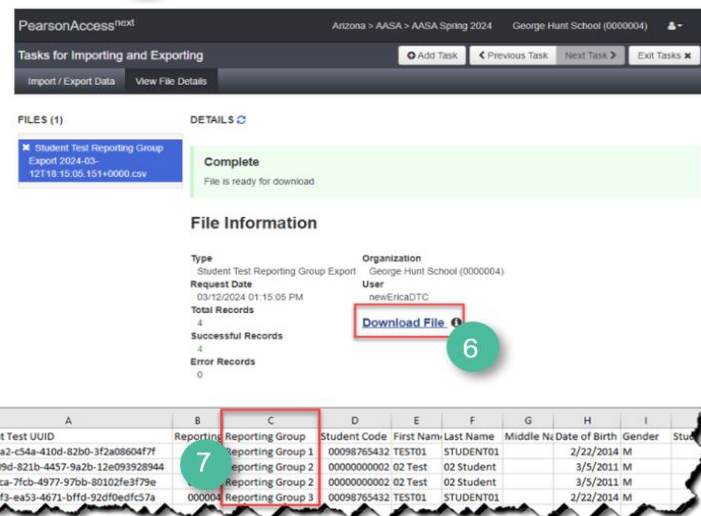 PearsonAccessnext
Arizona > AASA > AASA Spring 2024 George Hunt School (0000004)
Tasks for Importing and Exporting
Add Task Previous Task Next Task Exit Tasks
Import / Export Data View File Details
FILES (1) DETAILS
Student Test Reporting Group
Export 2024-03-
12T18:15:05.151+0000.csv
Complete
File is ready for download
File Information
Type Organization
Student Test Reporting Group Export George Hunt School (0000004)
Request Date User
03/12/2024 01:15:05 PM newEricaDTC
Total Records
4
Download File
6
Successful Records
4
Error Records
0
A B C D E F G H I
t Test UUID Reporting Reporting Group Student Code First Nam Last Name Middle Na Date of Birth Gender Stud
a2-c54a-410d-82b0-3f2a08604f7f Reporting Group 1 00098765432 TEST01 STUDENT01 2/22/2014 M
9d-821b-4457-9a2b-12e093928944 Reporting Group 2 00000000002 02 Test 02 Student 3/5/2011 M
7
ca-7fcb-4977-97bb-80102fe3f79e Reporting Group 2 00000000002 02 Test 02 Student 3/5/2011 M
f3-ea53-4671-bffd-92df0edfc57a 000004 Reporting Group 3 00098765432 TEST01 STUDENT01 2/22/2014 M